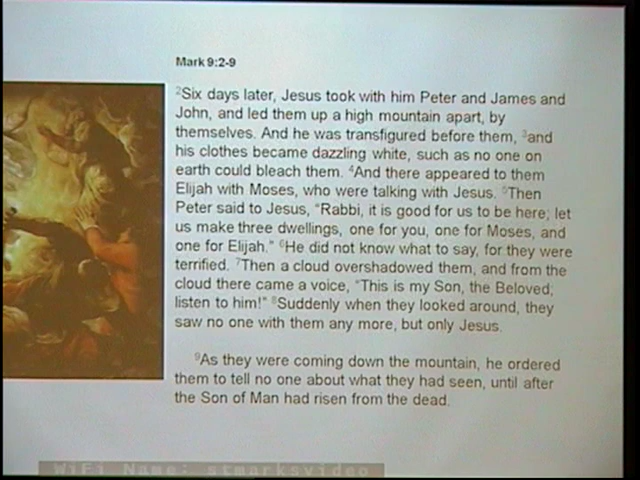 Mark 9:2-9
2Six days later, Jesus took with him Peter and James and
John, and led them up a high mountain apart, by
themselves. And he was transfigured before them, 3and
his clothes became dazzling white, such as no one on
earth could bleach them. 4And there appeared to them
Elijah with Moses, who were talking with Jesus. 5Then
Peter said to Jesus, “Rabbi, it is good for us to be here; let
us make three dwellings, one for you, one for Moses, and
one for Elijah.” 6He did not know what to say, for they were
terrified. 7Then a cloud overshadowed them, and from the
cloud there came a voice, “This is my Son, the Beloved;
listen to him!” 8Suddenly when they looked around, they
saw no one with them any more, but only Jesus.
9As they were coming down the mountain, he ordered
them to tell no one about what they had seen, until after
the Son of Man had risen from the dead.
WiFi Name: stmarksvideo